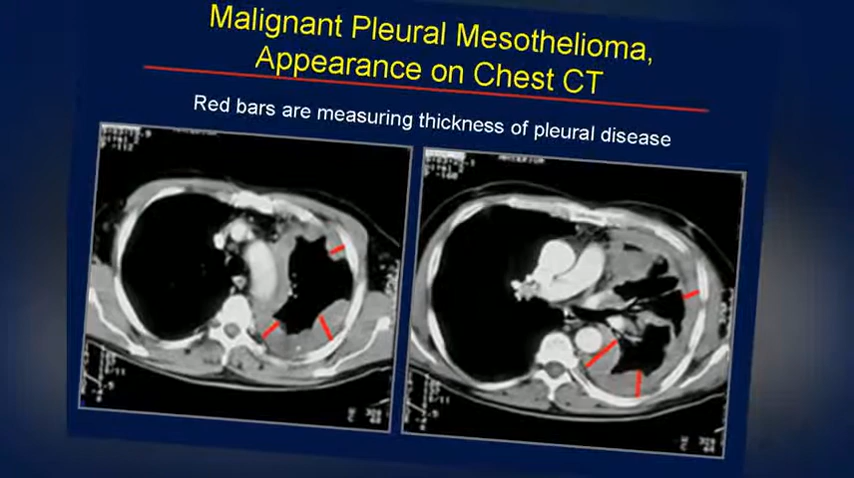 Malignant Pleural Mesothelioma,
Appearance on Chest CT
Red bars are measuring thickness of pleural disease